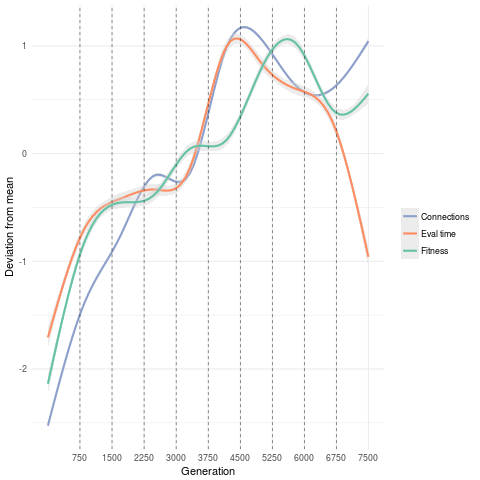 1
0
-1
-2
Deviation from mean
750 1500 2250 3000 3750 4500 5250 6000 6750 7500
Generation
Connections
Eval time
Fitness